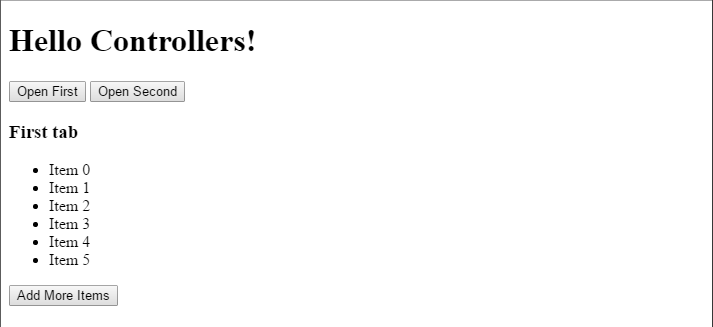 Hello Controllers!
Open First Open Second
First tab
Item 0
Item 1
Item 2
Item 3
Item 4
Item 5
Add More Items